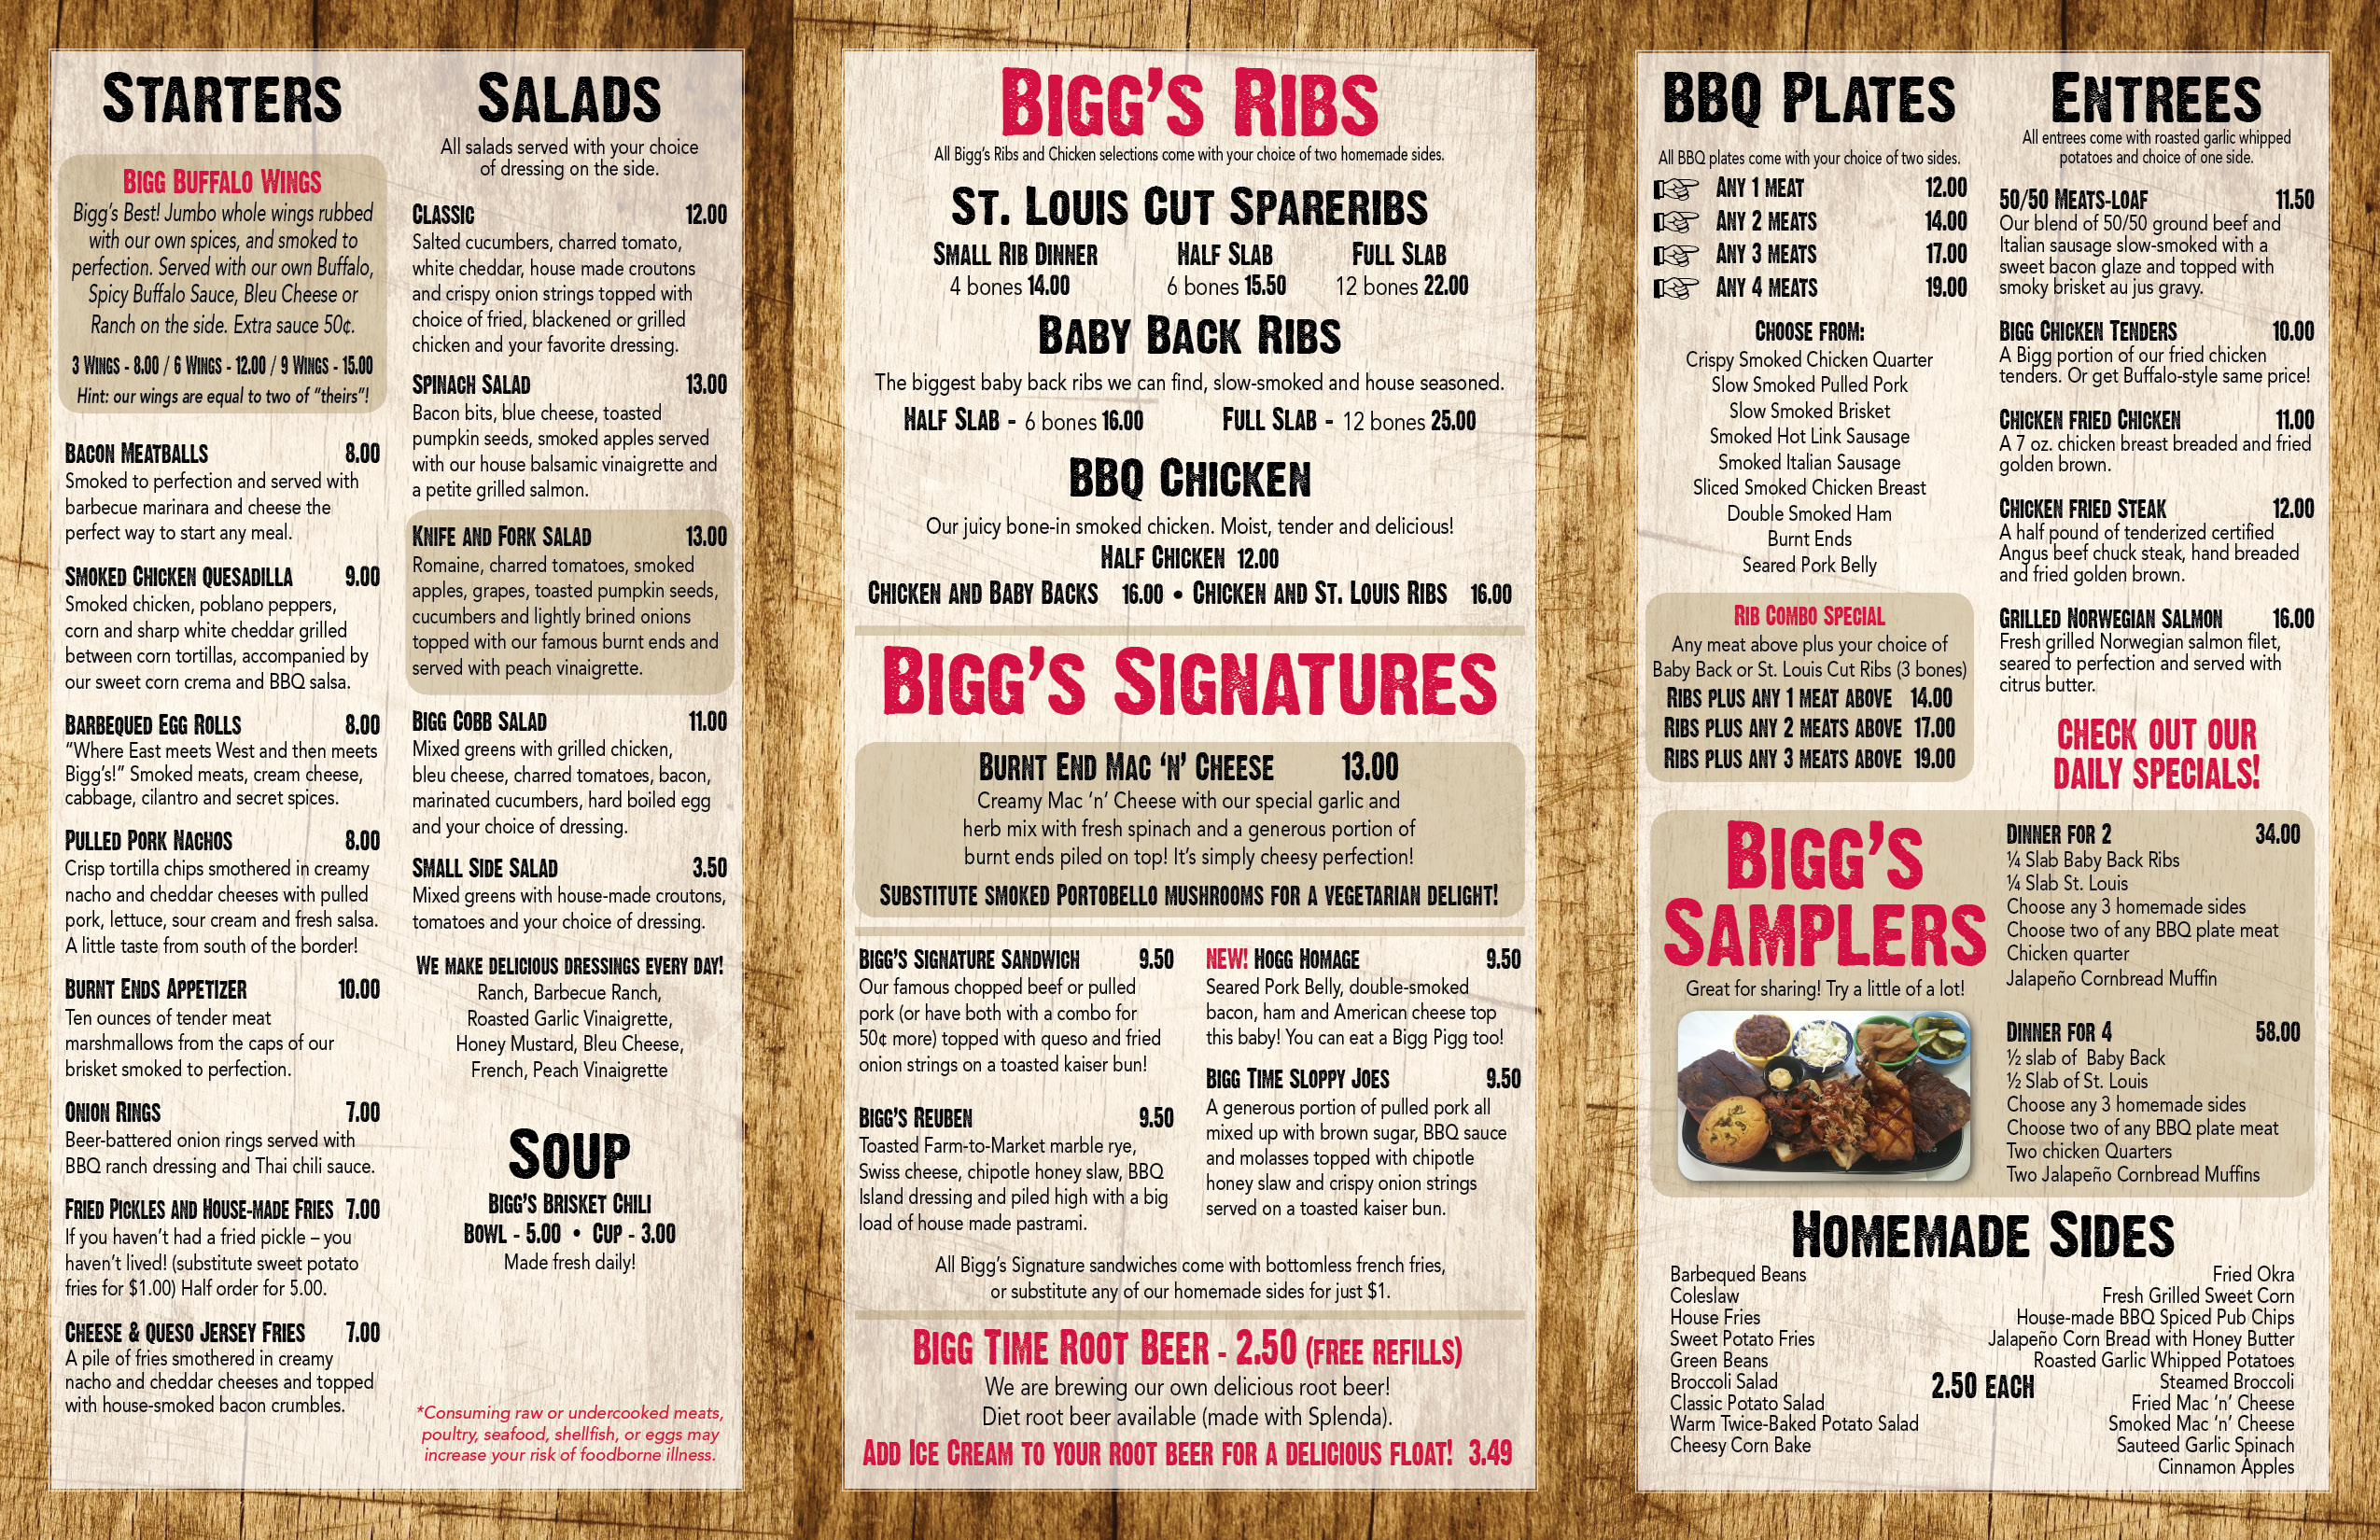 STARTERS
BIGG BUFFALO WINGS
Bigg's Best! Jumbo whole wings rubbed
with our own spices, and smoked to
perfection. Served with our own Buffalo,
Spicy Buffalo Sauce, Bleu Cheese or
Ranch on the side. Extra sauce 50¢.
3 WINGS - 8.00 / 6 WINGS - 12.00 / 9 WINGS - 15.00
Hint: our wings are equal to two of "theirs"!
BACON MEATBALLS 8.00
Smoked to perfection and served with
barbecue marinara and cheese the
perfect way to start any meal.
SMOKED CHICKEN QUESADILLA 9.00
Smoked chicken, poblano peppers,
corn and sharp white cheddar grilled
between corn tortillas, accompanied by
our sweet corn crema and BBQ salsa.
BARBEQUED EGG ROLLS 8.00
“Where East meets West and then meets
Bigg's!” Smoked meats, cream cheese,
cabbage, cilantro and secret spices.
PULLED PORK NACHOS 8.00
Crisp tortilla chips smothered in creamy
nacho and cheddar cheeses with pulled
pork, lettuce, sour cream and fresh salsa.
A little taste from south of the border!
BURNT ENDS APPETIZER 10.00
Ten ounces of tender meat
marshmallows from the caps of our
brisket smoked to perfection.
ONION RINGS 7.00
Beer-battered onion rings served with
BBQ ranch dressing and Thai chili sauce.
FRIED PICKLES AND HOUSE-MADE FRIES 7.00
If you haven't had a fried pickle – you
haven't lived! (substitute sweet potato
fries for $1.00) Half order for 5.00.
CHEESE & QUESO JERSEY FRIES 7.00
A pile of fries smothered in creamy
nacho and cheddar cheeses and topped
with house-smoked bacon crumbles.
SALADS
All salads served with your choice
of dressing on the side.
CLASSIC 12.00
Salted cucumbers, charred tomato,
white cheddar, house made croutons
and crispy onion strings topped with
choice of fried, blackened or grilled
chicken and your favorite dressing.
SPINACH SALAD 13.00
Bacon bits, blue cheese, toasted
pumpkin seeds, smoked apples served
with our house balsamic vinaigrette and
a petite grilled salmon.
KNIFE AND FORK SALAD 13.00
Romaine, charred tomatoes, smoked
apples, grapes, toasted pumpkin seeds,
cucumbers and lightly brined onions
topped with our famous burnt ends and
served with peach vinaigrette.
BIGG COBB SALAD 11.00
Mixed greens with grilled chicken,
bleu cheese, charred tomatoes, bacon,
marinated cucumbers, hard boiled egg
and your choice of dressing.
SMALL SIDE SALAD 3.50
Mixed greens with house-made croutons,
tomatoes and your choice of dressing.
WE MAKE DELICIOUS DRESSINGS EVERY DAY!
Ranch, Barbecue Ranch,
Roasted Garlic Vinaigrette,
Honey Mustard, Bleu Cheese,
French, Peach Vinaigrette
SOUP
BIGG'S BRISKET CHILI
BOWL - 5.00 • CUP - 3.00
Made fresh daily!
*Consuming raw or undercooked meats,
poultry, seafood, shellfish, or eggs may
increase your risk of foodborne illness.
BIGG'S RIBS
All Bigg's Ribs and Chicken selections come with your choice of two homemade sides.
ST. LOUIS CUT SPARERIBS
SMALL RIB DINNER HALF SLAB FULL SLAB
4 bones 14.00 6 bones 15.50 12 bones 22.00
BABY BACK RIBS
The biggest baby back ribs we can find, slow-smoked and house seasoned.
HALF SLAB - 6 bones 16.00 FULL SLAB - 12 bones 25.00
BBQ CHICKEN
Our juicy bone-in smoked chicken. Moist, tender and delicious!
HALF CHICKEN 12.00
CHICKEN AND BABY BACKS 16.00 • CHICKEN AND ST. LOUIS RIBS 16.00
BIGG'S SIGNATURES
BURNT END MAC 'N' CHEESE 13.00
Creamy Mac 'n' Cheese with our special garlic and
herb mix with fresh spinach and a generous portion of
burnt ends piled on top! It's simply cheesy perfection!
SUBSTITUTE SMOKED PORTOBELLO MUSHROOMS FOR A VEGETARIAN DELIGHT!
BIGG'S SIGNATURE SANDWICH 9.50
Our famous chopped beef or pulled
pork (or have both with a combo for
50¢ more) topped with queso and fried
onion strings on a toasted kaiser bun!
BIGG'S REUBEN 9.50
Toasted Farm-to-Market marble rye,
Swiss cheese, chipotle honey slaw, BBQ
Island dressing and piled high with a big
load of house made pastrami.
NEW! HOGG HOMAGE 9.50
Seared Pork Belly, double-smoked
bacon, ham and American cheese top
this baby! You can eat a Bigg Pigg too!
BIGG TIME SLOPPY JOES 9.50
A generous portion of pulled pork all
mixed up with brown sugar, BBQ sauce
and molasses topped with chipotle
honey slaw and crispy onion strings
served on a toasted kaiser bun.
All Bigg's Signature sandwiches come with bottomless french fries,
or substitute any of our homemade sides for just $1.
BIGG TIME ROOT BEER - 2.50 (FREE REFILLS)
We are brewing our own delicious root beer!
Diet root beer available (made with Splenda).
ADD ICE CREAM TO YOUR ROOT BEER FOR A DELICIOUS FLOAT! 3.49
BBQ PLATES
All BBQ plates come with your choice of two sides.
ANY 1 MEAT 12.00
ANY 2 MEATS 14.00
ANY 3 MEATS 17.00
ANY 4 MEATS 19.00
CHOOSE FROM:
Crispy Smoked Chicken Quarter
Slow Smoked Pulled Pork
Slow Smoked Brisket
Smoked Hot Link Sausage
Smoked Italian Sausage
Sliced Smoked Chicken Breast
Double Smoked Ham
Burnt Ends
Seared Pork Belly
RIB COMBO SPECIAL
Any meat above plus your choice of
Baby Back or St. Louis Cut Ribs (3 bones)
RIBS PLUS ANY 1 MEAT ABOVE 14.00
RIBS PLUS ANY 2 MEATS ABOVE 17.00
RIBS PLUS ANY 3 MEATS ABOVE 19.00
ENTREES
All entrees come with roasted garlic whipped
potatoes and choice of one side.
50/50 MEATS-LOAF 11.50
Our blend of 50/50 ground beef and
Italian sausage slow-smoked with a
sweet bacon glaze and topped with
smoky brisket au jus gravy.
BIGG CHICKEN TENDERS 10.00
A Bigg portion of our fried chicken
tenders. Or get Buffalo-style same price!
CHICKEN FRIED CHICKEN 11.00
A 7 oz. chicken breast breaded and fried
golden brown.
CHICKEN FRIED STEAK 12.00
A half pound of tenderized certified
Angus beef chuck steak, hand breaded
and fried golden brown.
GRILLED NORWEGIAN SALMON 16.00
Fresh grilled Norwegian salmon filet,
seared to perfection and served with
citrus butter.
CHECK OUT OUR
DAILY SPECIALS!
BIGG'S
SAMPLERS
Great for sharing! Try a little of a lot!
DINNER FOR 2 34.00
¼ Slab Baby Back Ribs
¼ Slab St. Louis
Choose any 3 homemade sides
Choose two of any BBQ plate meat
Chicken quarter
Jalapeño Cornbread Muffin
DINNER FOR 4 58.00
½ slab of Baby Back
½ Slab of St. Louis
Choose any 3 homemade sides
Choose two of any BBQ plate meat
Two chicken Quarters
Two Jalapeño Cornbread Muffins
HOMEMADE SIDES
Barbequed Beans
Coleslaw
House Fries
Sweet Potato Fries
Green Beans
Broccoli Salad
Classic Potato Salad
Warm Twice-Baked Potato Salad
Cheesy Corn Bake
2.50 EACH
Fried Okra
Fresh Grilled Sweet Corn
House-made BBQ Spiced Pub Chips
Jalapeño Corn Bread with Honey Butter
Roasted Garlic Whipped Potatoes
Steamed Broccoli
Fried Mac 'n' Cheese
Smoked Mac 'n' Cheese
Sauteed Garlic Spinach
Cinnamon Apples